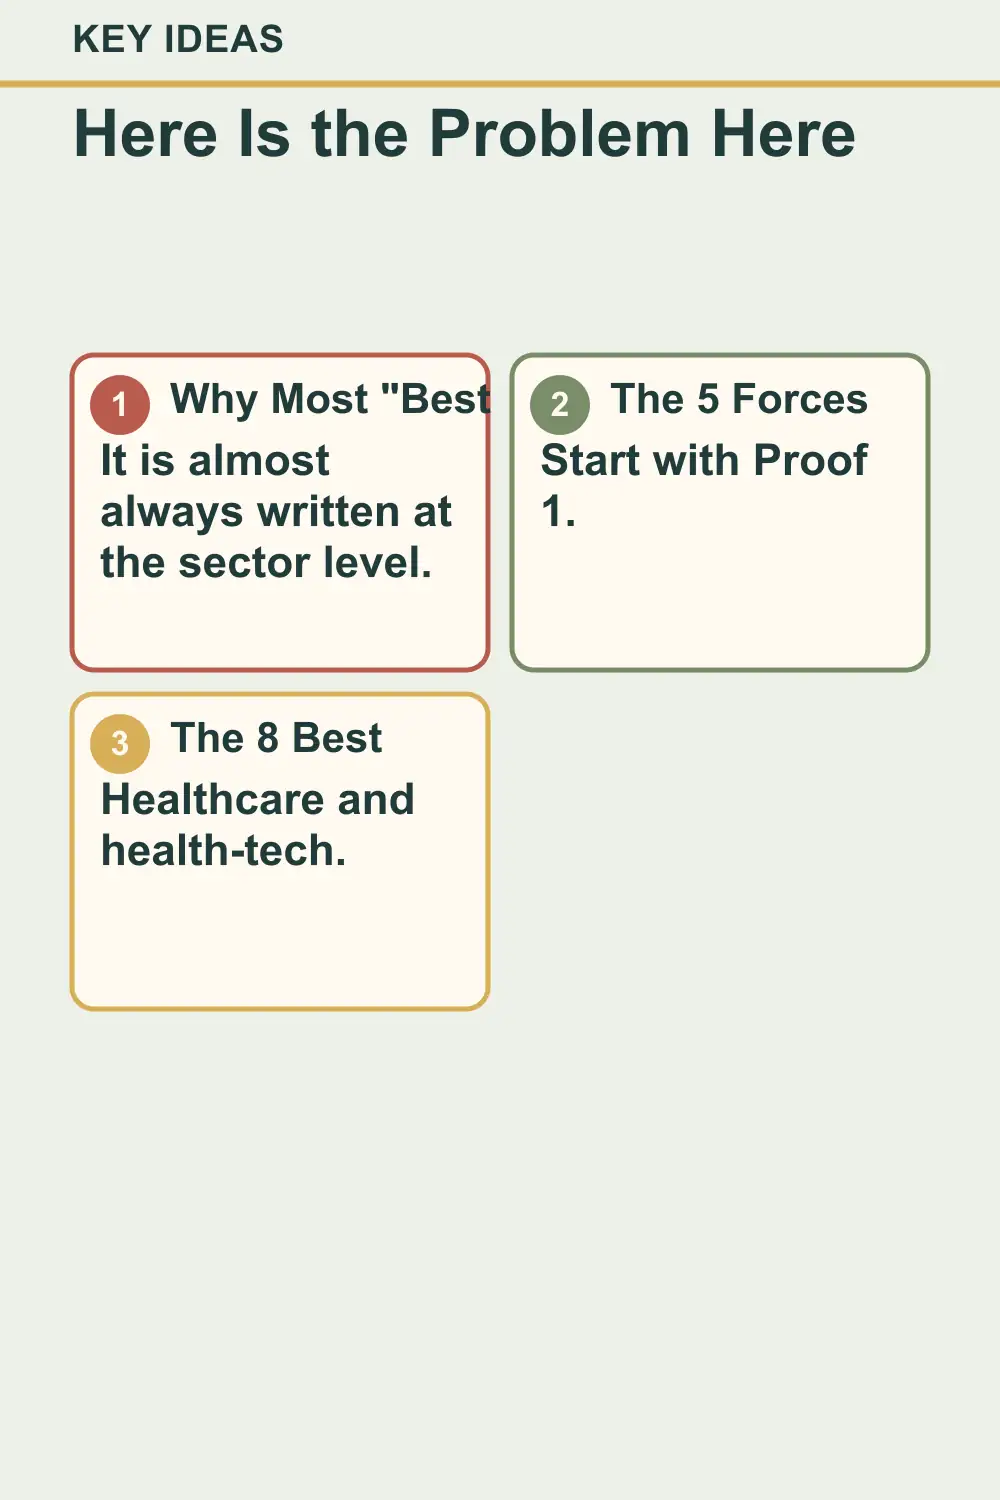 KEY IDEAS
Here Is the Problem Here
1 Why Most "Best
It is almost
always written at
the sector level.
2 The 5 Forces
Start with Proof
1.
3 The 8 Best
Healthcare and
health-tech.